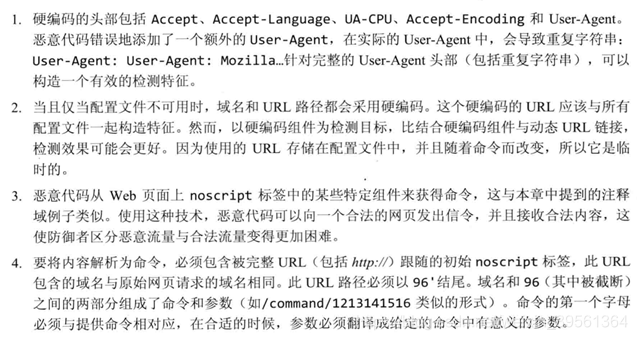 1. 硬编码的头部包括 Accept、Accept-Language、UA-CPU、Accept-Encoding 和 User-Agent。
恶意代码错误地添加了一个额外的 User-Agent，在实际的 User-Agent 中，会导致重复字符串：
User-Agent: User-Agent: Mozilla…针对完整的 User-Agent 头部（包括重复字符串），可以
构造一个有效的检测特征。
2. 当且仅当配置文件不可用时，域名和 URL 路径都会采用硬编码。这个硬编码的 URL 应该与所有
配置文件一起构造特征。然而，以硬编码组件为检测目标，比结合硬编码组件与动态 URL 链接，
检测效果可能会更好。因为使用的 URL 存储在配置文件中，并且随着命令而改变，所以它是临
时的。
3. 恶意代码从 Web 页面上 noscript 标签中的某些特定组件来获得命令，这与本章中提到的注释
域例子类似。使用这种技术，恶意代码可以向一个合法的网页发出信令，并且接收合法内容，这
使防御者区分恶意流量与合法流量变得更加困难。
4. 要将内容解析为命令，必须包含被完整 URL（包括 http://）跟随的初始 noscript 标签，此 URL
包含的域名与原始网页请求的域名相同。此 URL 路径必须以 96'结尾。域名和 96（其中被截断）
之间的两部分组成了命令和参数（如/command/1213141516 类似的形式）。命令的第一个字母
必须与提供命令相对应，在合适的时候，参数必须翻译成给定的命令中有意义的参数。